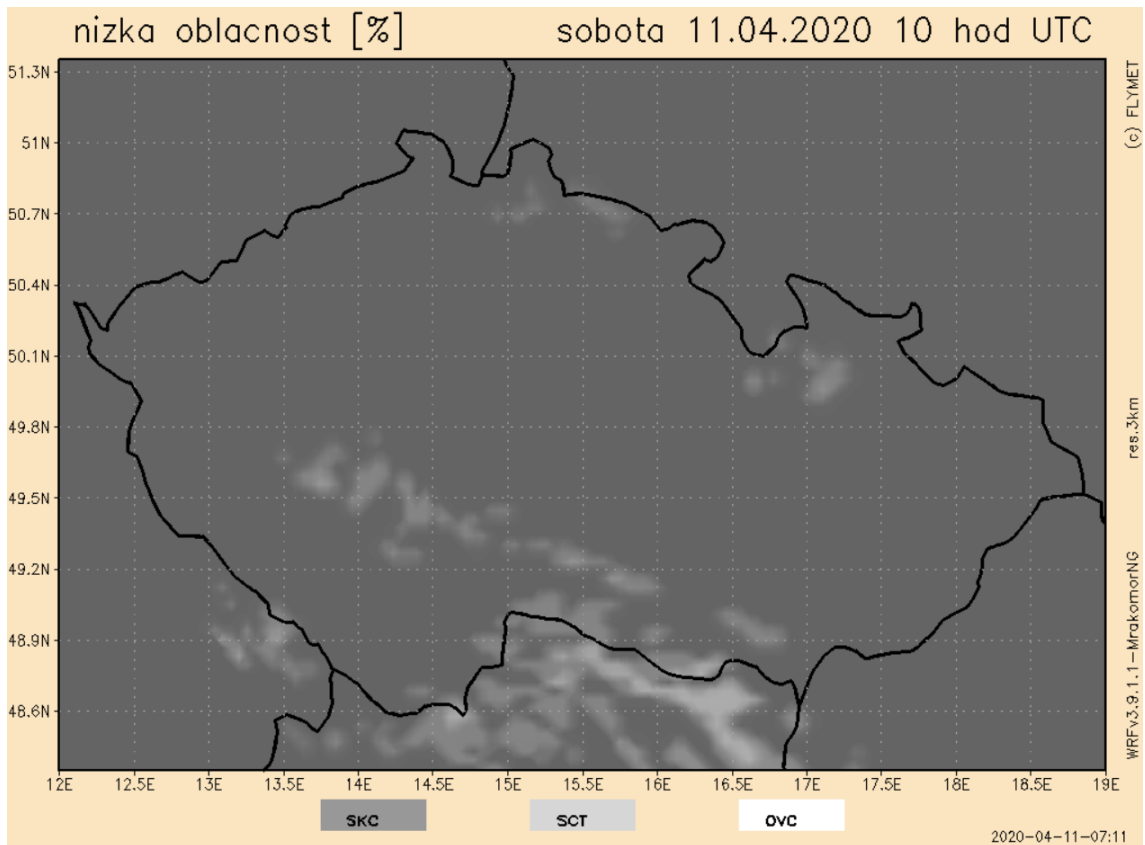 nizka oblacnost [%] sobota 11.04.2020 10 hod UTC
51.3N
51N
50.7N
50.4N
50.1N
49.8N
49.5N
49.2N
48.9N
48.6N
12E 12.5E 13E 13.5E 14E 14.5E 15E 15.5E 16E 16.5E 17E 17.5E 18E 18.5E 19E
(c) FLYMET
res.3km
WRFv3.9.1.1-MrakomorNG
SKC SCT OVC
2020-04-11-07:11